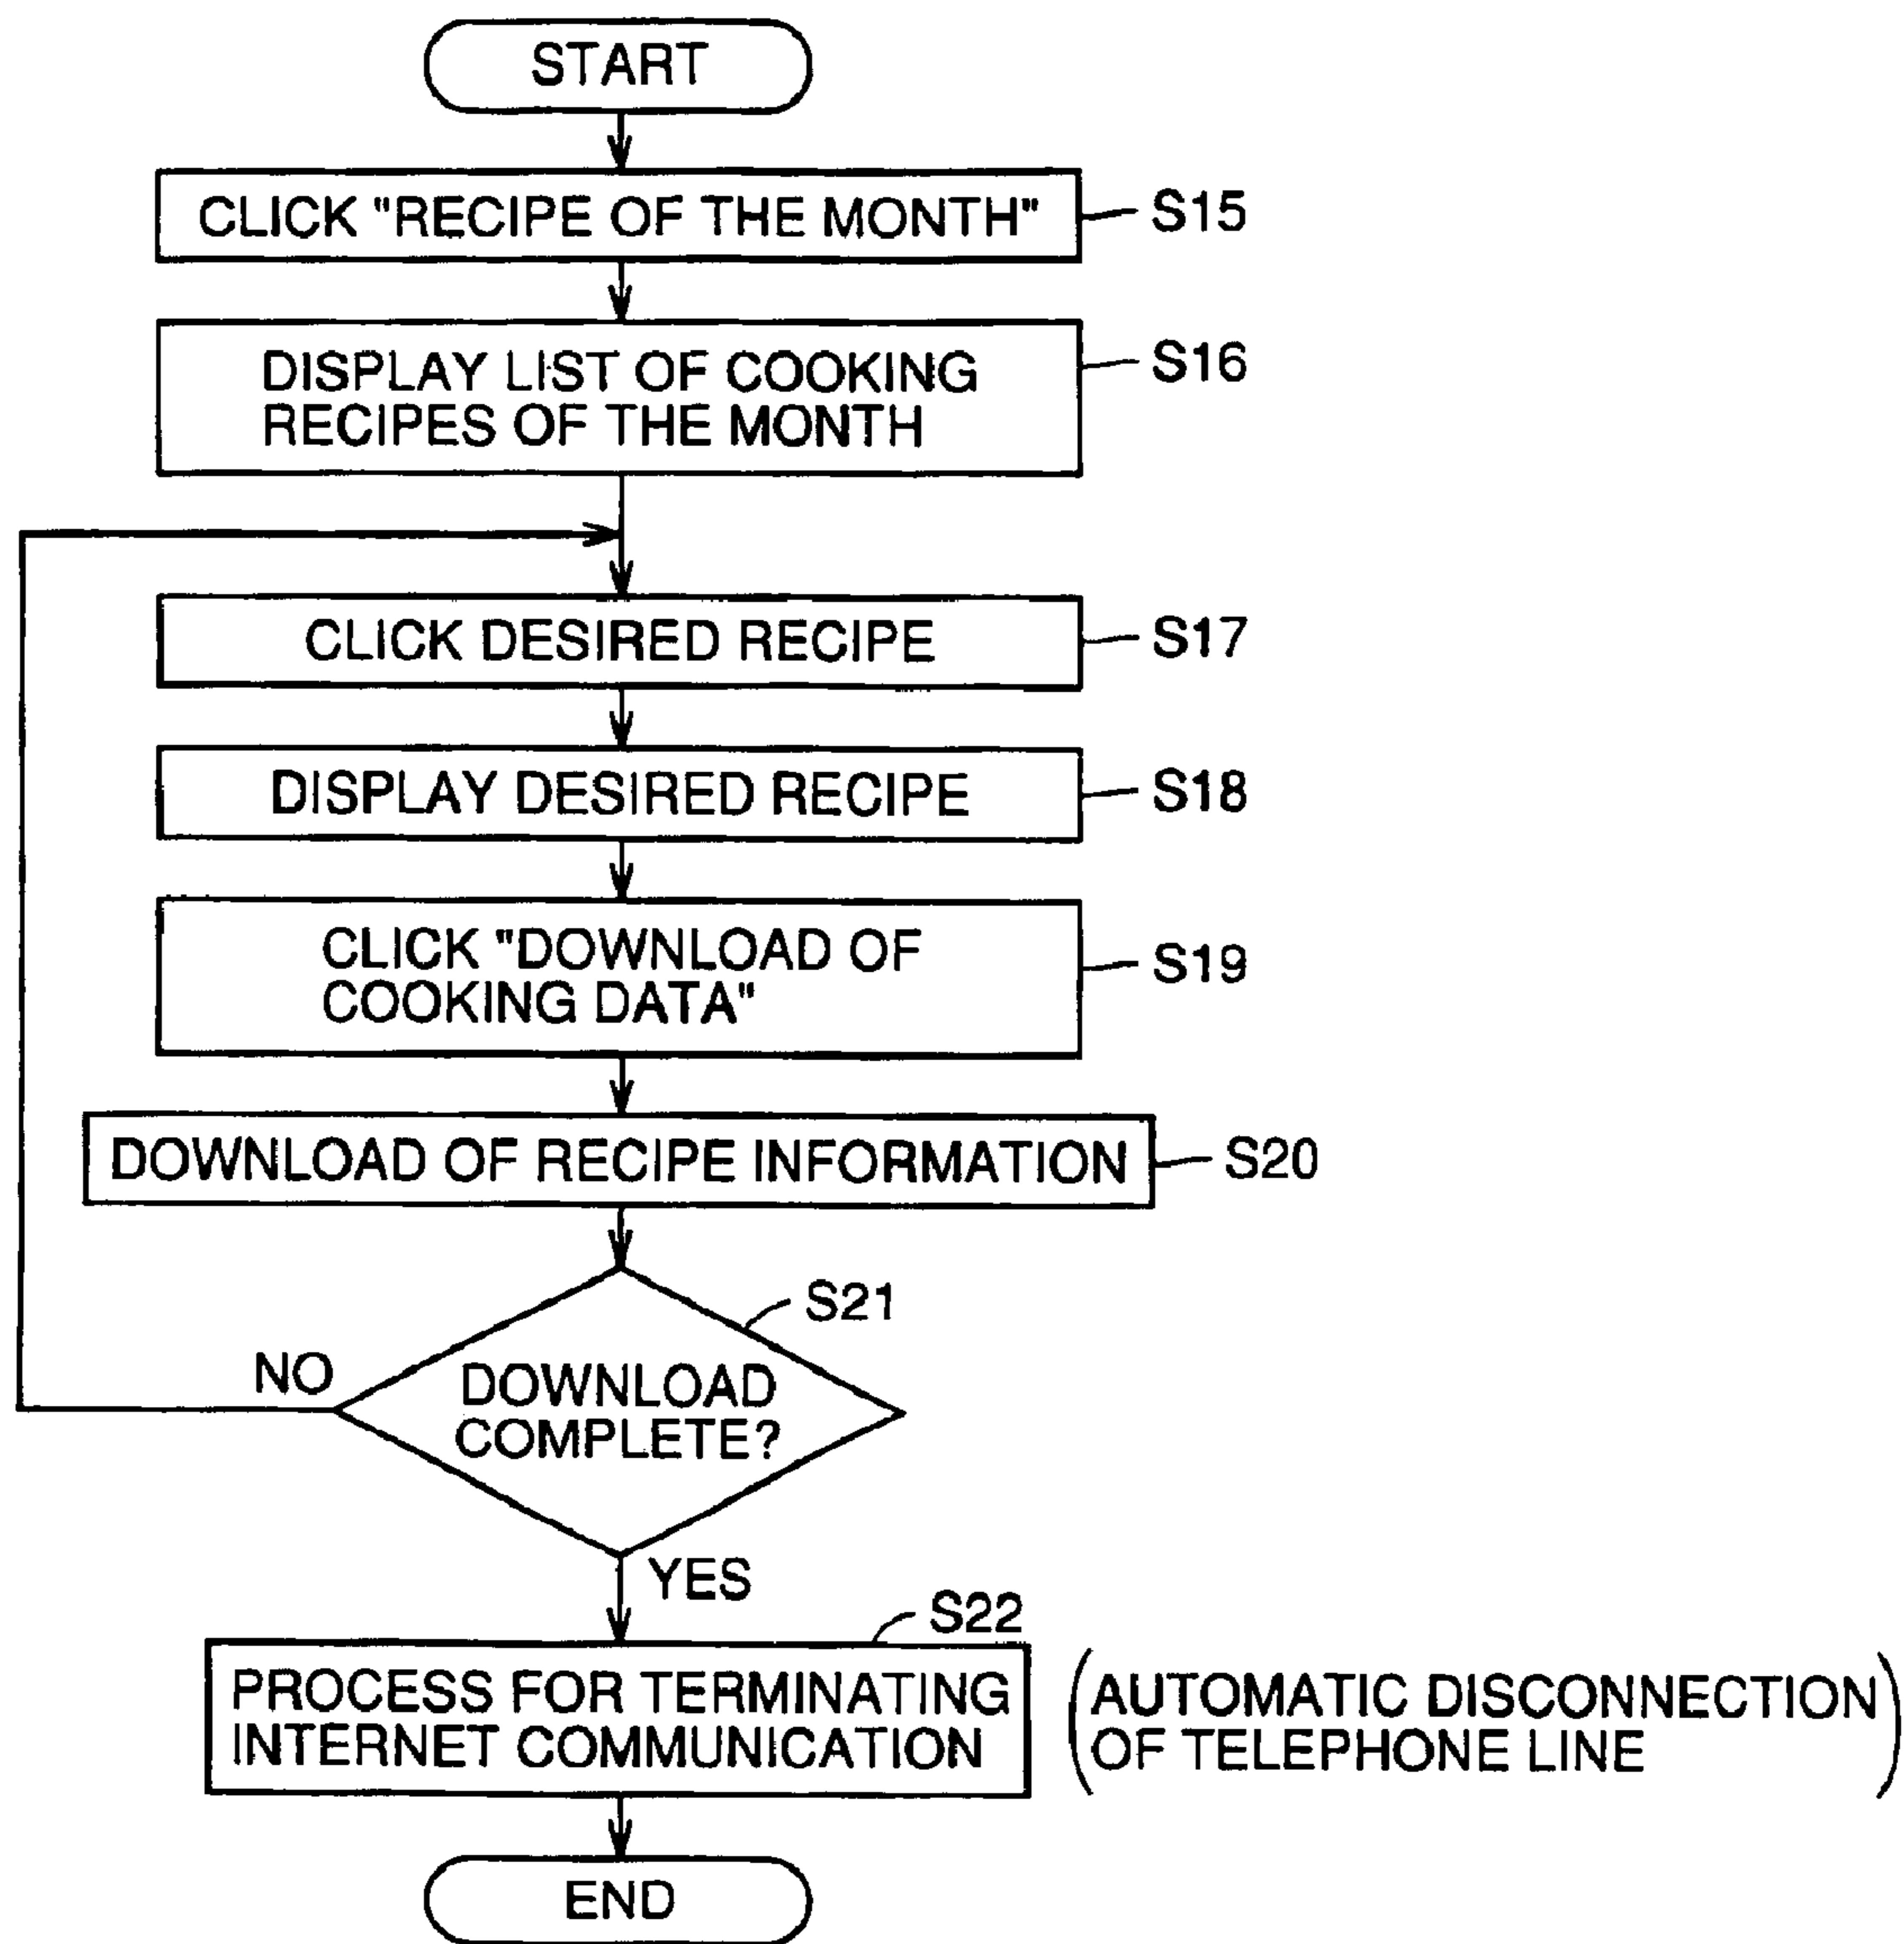 START
CLICK "RECIPE OF THE MONTH"
S15
DISPLAY LIST OF COOKING
RECIPES OF THE MONTH
S16
CLICK DESIRED RECIPE
S17
DISPLAY DESIRED RECIPE
S18
CLICK "DOWNLOAD OF
COOKING DATA"
S19
DOWNLOAD OF RECIPE INFORMATION
S20
S21
NO
DOWNLOAD
COMPLETE?
YES
S22
PROCESS FOR TERMINATING
INTERNET COMMUNICATION
(AUTOMATIC DISCONNECTION
OF TELEPHONE LINE)
END